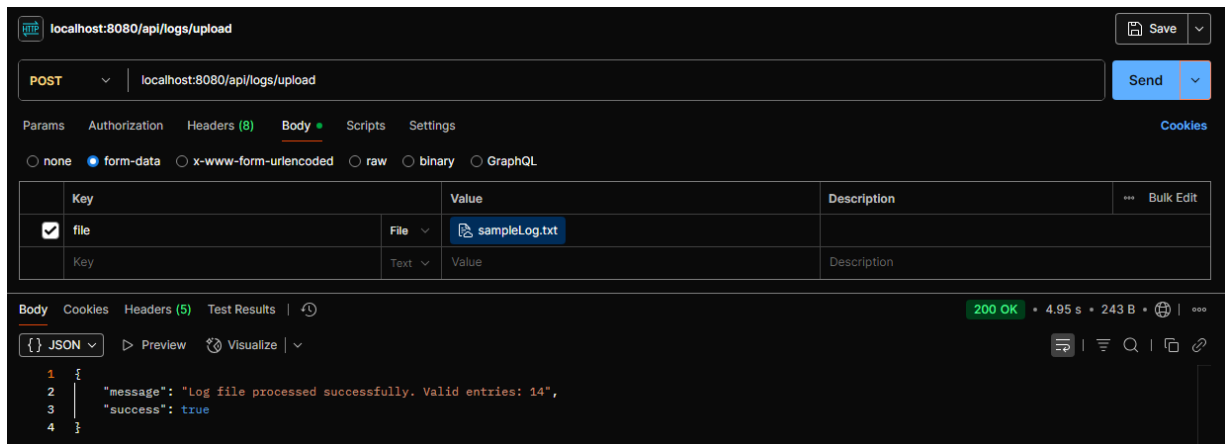 HTTP localhost:8080/api/logs/upload Save
POST localhost:8080/api/logs/upload Send
Params Authorization Headers (8) Body Scripts Settings Cookies
none form-data x-www-form-urlencoded raw binary GraphQL
Key Value Description Bulk Edit
file File sampleLog.txt
Key Text Value Description
Body Cookies Headers (5) Test Results 200 OK • 4.95 s • 243 B
{} JSON Preview Visualize
1 {
2 "message": "Log file processed successfully. Valid entries: 14",
3 "success": true
4 }